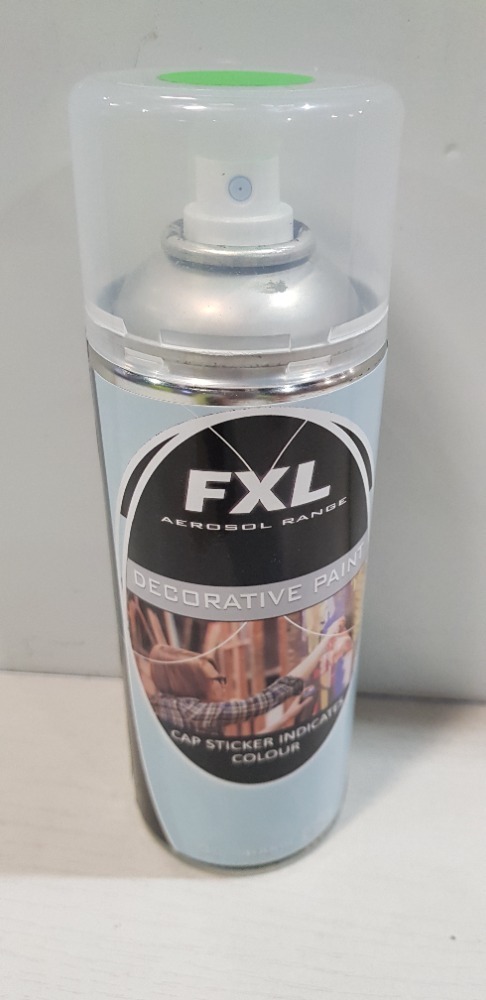 FXL
AEROSOL RANGE
DECORATIVE PAINT
CAP STICKER INDICATES
COLOUR